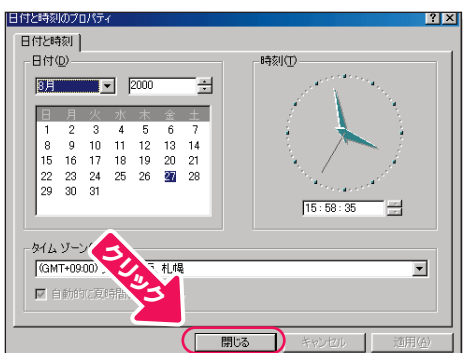 日付と時刻のプロパティ
日付と時刻
日付(D)
時刻(T)
8月
2000
日 月 火 水 木 金 土
1 2 3 4 5 6 7
8 9 10 11 12 13 14
15 16 17 18 19 20 21
22 23 24 25 26 27 28
29 30 31
15:58:35
タイム ゾーン
(GMT+09:00)
札幌
自動的に夏時間
クリック
閉じる
キャンセル
適用(A)